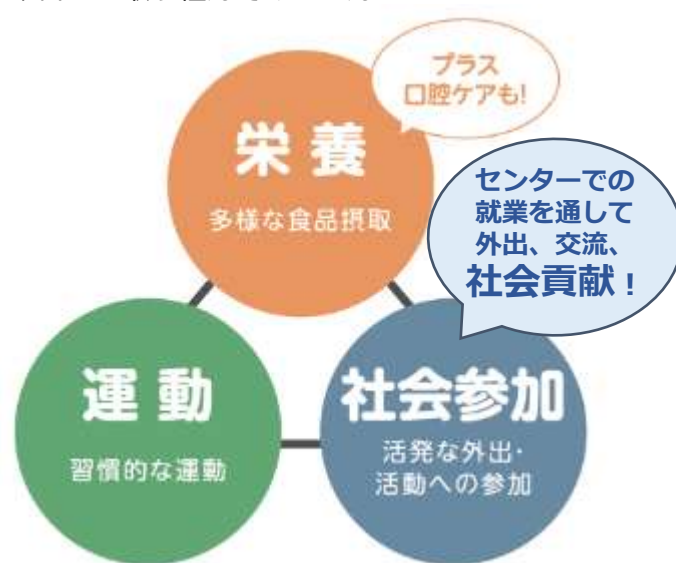 プラス
口腔ケアも!
栄養
多様な食品摂取
センターでの
就業を通して
外出、交流、
社会貢献！
運動
習慣的な運動
社会参加
活発な外出・
活動への参加